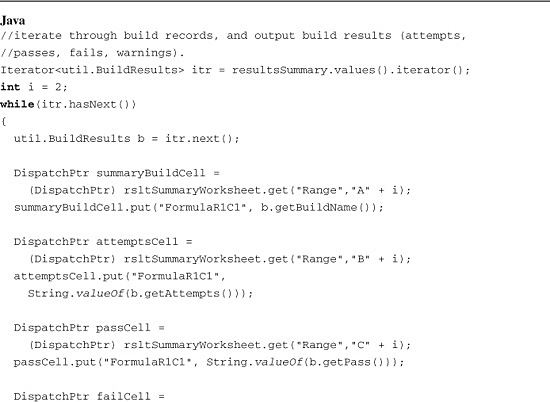 Java
//iterate through build records, and output build results (attempts,
//passes, fails, warnings).
Iterator<util.BuildResults> itr = resultsSummary.values().iterator();
int i = 2;
while(itr.hasNext())
{
  util.BuildResults b = itr.next();
  DispatchPtr summaryBuildCell =
    (DispatchPtr) rsltSummaryWorksheet.get("Range","A" + i);
  summaryBuildCell.put("FormulaR1C1", b.getBuildName());
  DispatchPtr attemptsCell =
    (DispatchPtr) rsltSummaryWorksheet.get("Range","B" + i);
  attemptsCell.put("FormulaR1C1",
    String.valueOf(b.getAttempts()));
  DispatchPtr passCell =
    (DispatchPtr) rsltSummaryWorksheet.get("Range","C" + i);
  passCell.put("FormulaR1C1", String.valueOf(b.getPass()));
  DispatchPtr failCell =